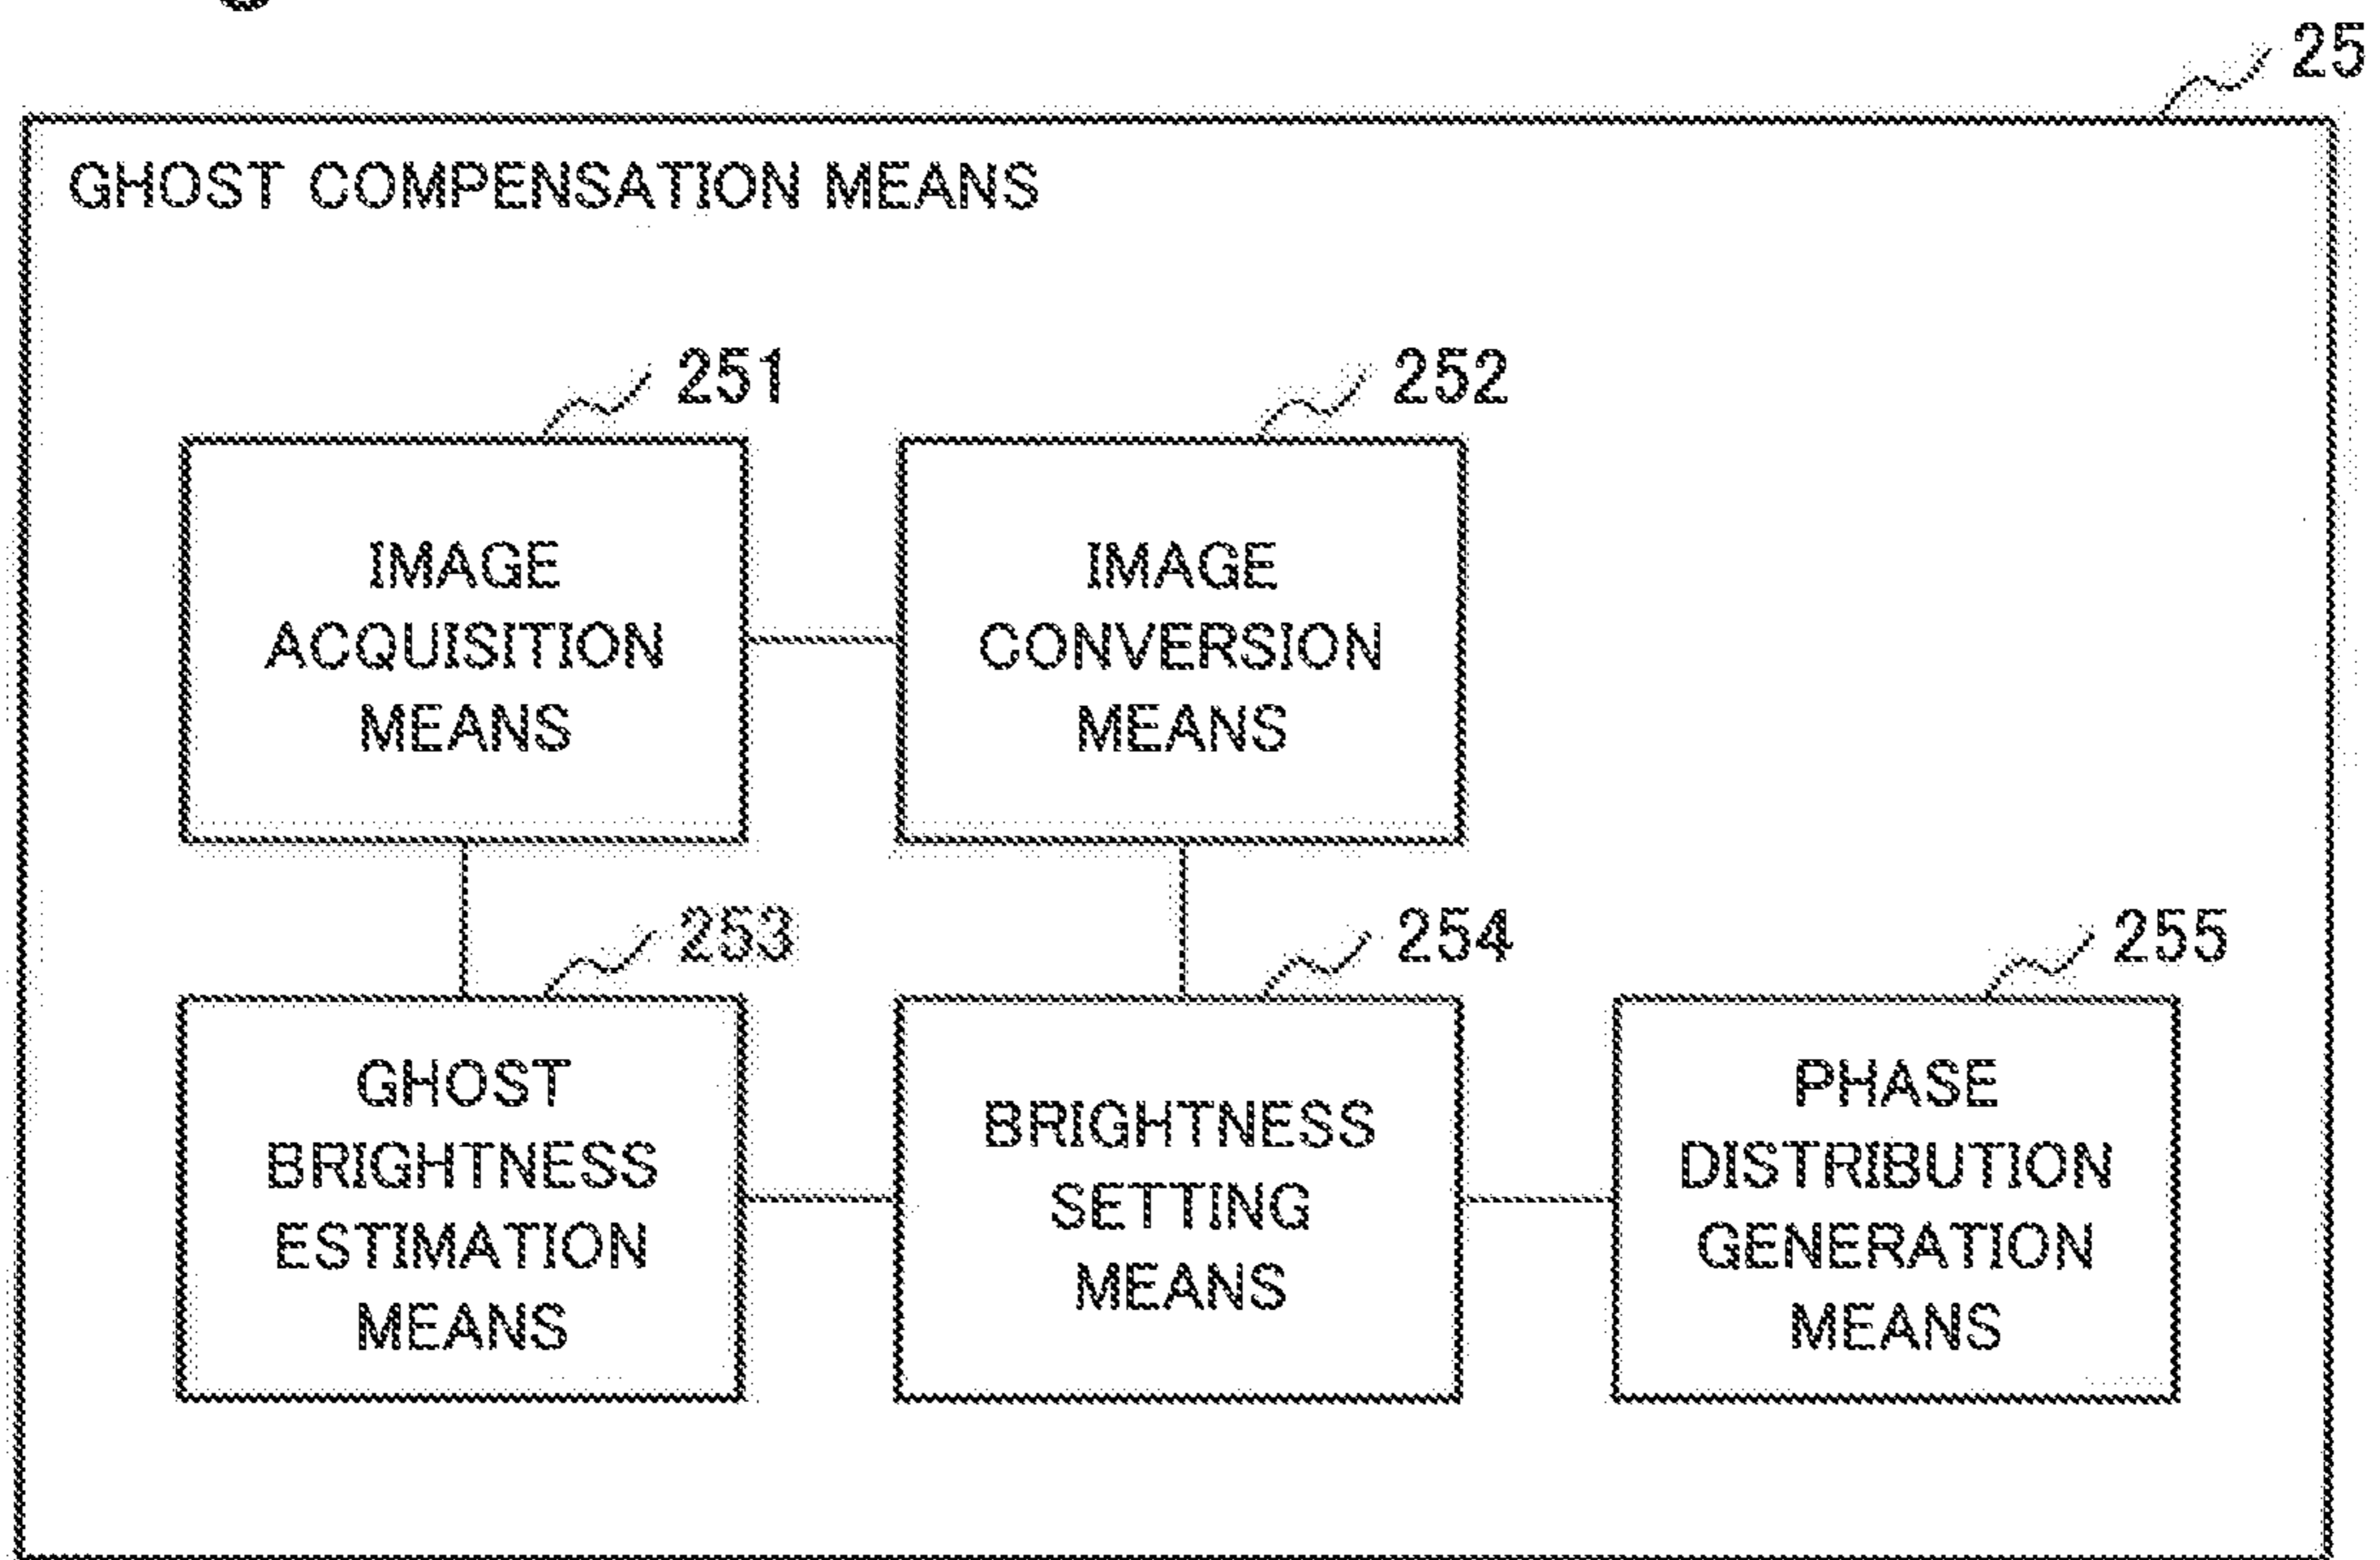 25
GHOST COMPENSATION MEANS
251
252
IMAGE
ACQUISITION
MEANS
IMAGE
CONVERSION
MEANS
253
254
255
GHOST
BRIGHTNESS
ESTIMATION
MEANS
BRIGHTNESS
SETTING
MEANS
PHASE
DISTRIBUTION
GENERATION
MEANS